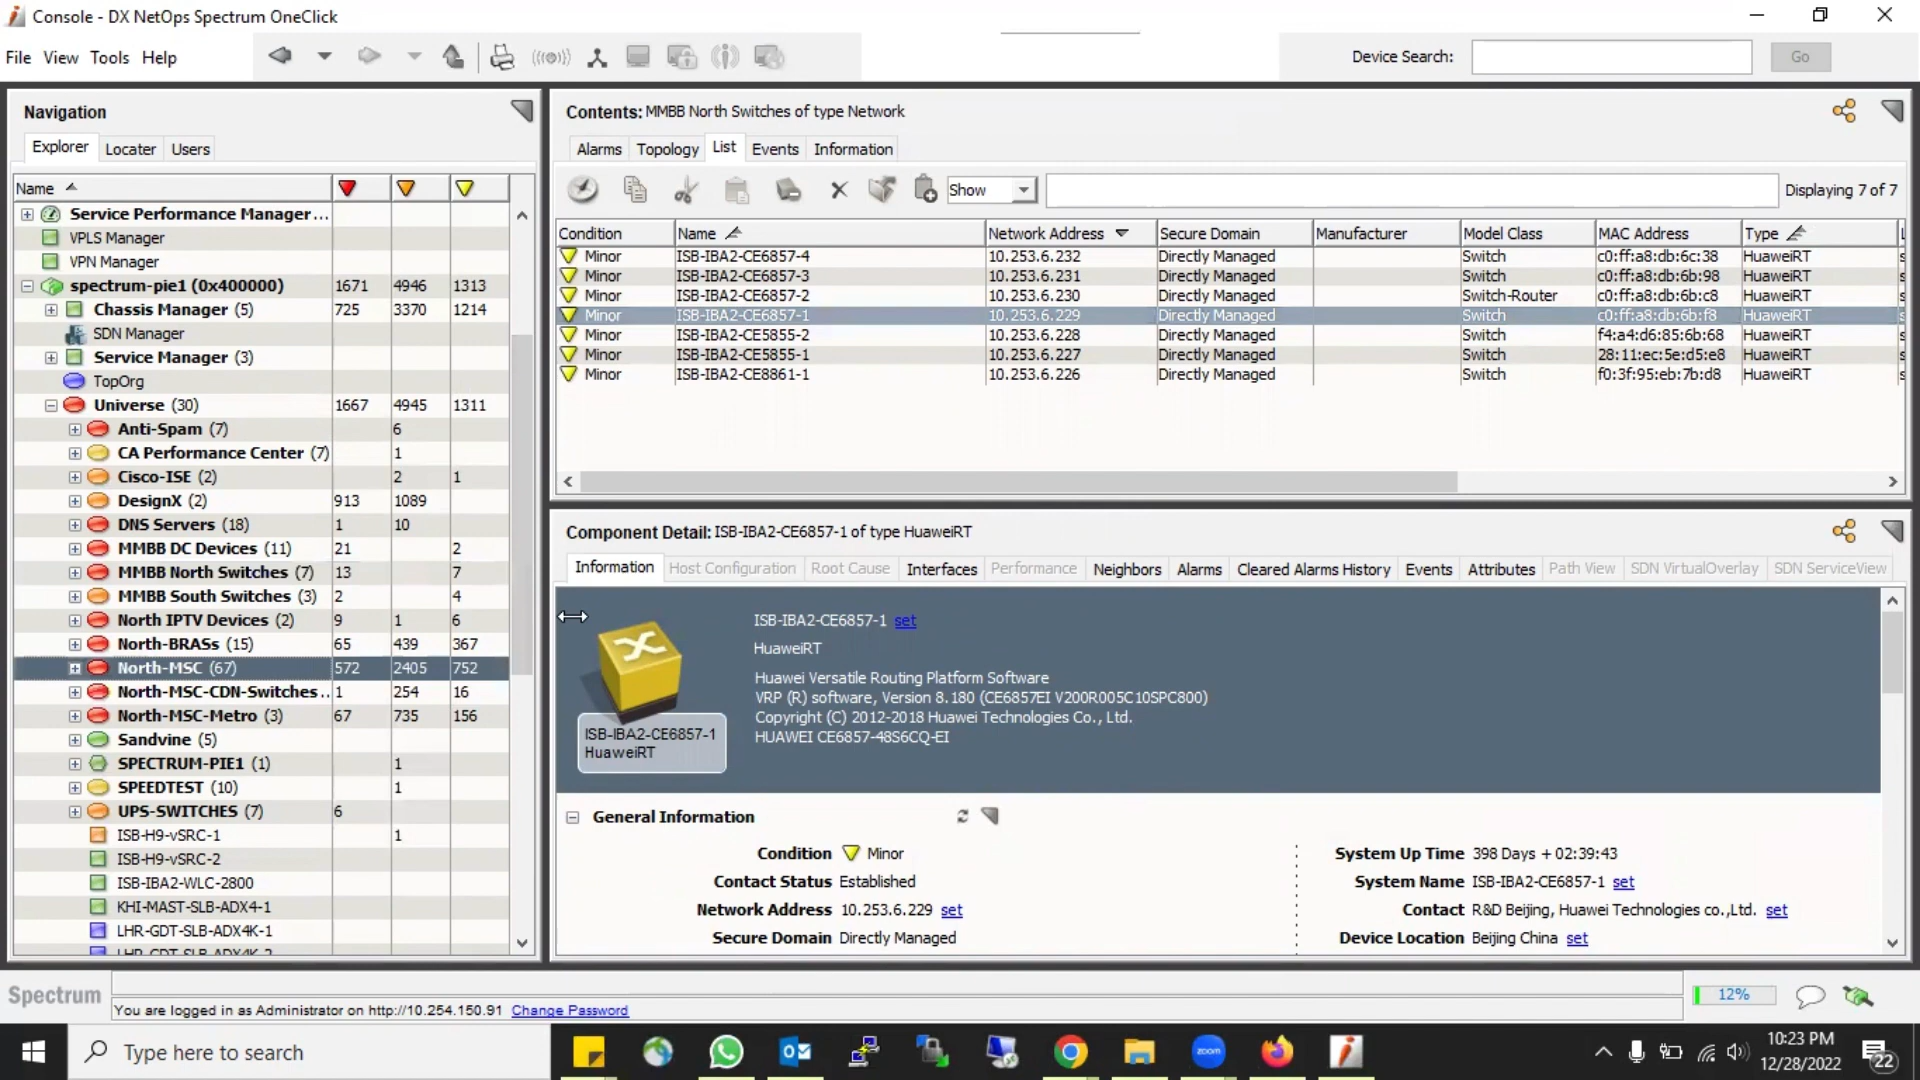 Console - DX NetOps Spectrum OneClick
File View Tools Help
Device Search:
Go
Navigation
Explorer Locater Users
Name
Service Performance Manager...
VPLS Manager
VPN Manager
spectrum-pie1 (0x400000) 1671 4946 1313
Chassis Manager (5) 725 3370 1214
SDN Manager
Service Manager (3)
TopOrg
Universe (30) 1667 4945 1311
Anti-Spam (7) 6
CA Performance Center (7) 1
Cisco-ISE (2) 2 1
DesignX (2) 913 1089
DNS Servers (18) 1 10
MMBB DC Devices (11) 21 2
MMBB North Switches (7) 13 7
MMBB South Switches (3) 2 4
North IPTV Devices (2) 9 1 6
North-BRASs (15) 65 439 367
North-MSC (67) 572 2405 752
North-MSC-CDN-Switches.. 1 254 16
North-MSC-Metro (3) 67 735 156
Sandvine (5)
SPECTRUM-PIE1 (1) 1
SPEEDTEST (10) 1
UPS-SWITCHES (7) 6
ISB-H9-vSRC-1 1
ISB-H9-vSRC-2
ISB-IBA2-WLC-2800
KHI-MAST-SLB-ADX4-1
LHR-GDT-SLB-ADX4K-1
LHR-GDT-SLB-ADX4K-2
Contents: MMBB North Switches of type Network
Alarms Topology List Events Information
Show
Displaying 7 of 7
Condition Name Network Address Secure Domain Manufacturer Model Class MAC Address Type
Minor ISB-IBA2-CE6857-4 10.253.6.232 Directly Managed Switch c0:ff:a8:db:6c:38 HuaweiRT
Minor ISB-IBA2-CE6857-3 10.253.6.231 Directly Managed Switch c0:ff:a8:db:6b:98 HuaweiRT
Minor ISB-IBA2-CE6857-2 10.253.6.230 Directly Managed Switch-Router c0:ff:a8:db:6b:c8 HuaweiRT
Minor ISB-IBA2-CE6857-1 10.253.6.229 Directly Managed Switch c0:ff:a8:db:6b:f8 HuaweiRT
Minor ISB-IBA2-CE5855-2 10.253.6.228 Directly Managed Switch f4:a4:d6:85:6b:68 HuaweiRT
Minor ISB-IBA2-CE5855-1 10.253.6.227 Directly Managed Switch 28:11:ec:5e:d5:e8 HuaweiRT
Minor ISB-IBA2-CE8861-1 10.253.6.226 Directly Managed Switch f0:3f:95:eb:7b:d8 HuaweiRT
Component Detail: ISB-IBA2-CE6857-1 of type HuaweiRT
Information Host Configuration Root Cause Interfaces Performance Neighbors Alarms Cleared Alarms History Events Attributes Path View SDN VirtualOverlay SDN ServiceView
ISB-IBA2-CE6857-1 set
HuaweiRT
Huawei Versatile Routing Platform Software
VRP (R) software, Version 8.180 (CE6857EI V200R005C10SPC800)
Copyright (C) 2012-2018 Huawei Technologies Co., Ltd.
HUAWEI CE6857-48S6CQ-EI
ISB-IBA2-CE6857-1
HuaweiRT
General Information
Condition Minor
Contact Status Established
Network Address 10.253.6.229 set
Secure Domain Directly Managed
System Up Time 398 Days + 02:39:43
System Name ISB-IBA2-CE6857-1 set
Contact R&D Beijing, Huawei Technologies co.,Ltd. set
Device Location Beijing China set
Spectrum
You are logged in as Administrator on http://10.254.150.91 Change Password
12%
Type here to search
zoom
10:23 PM
12/28/2022
22